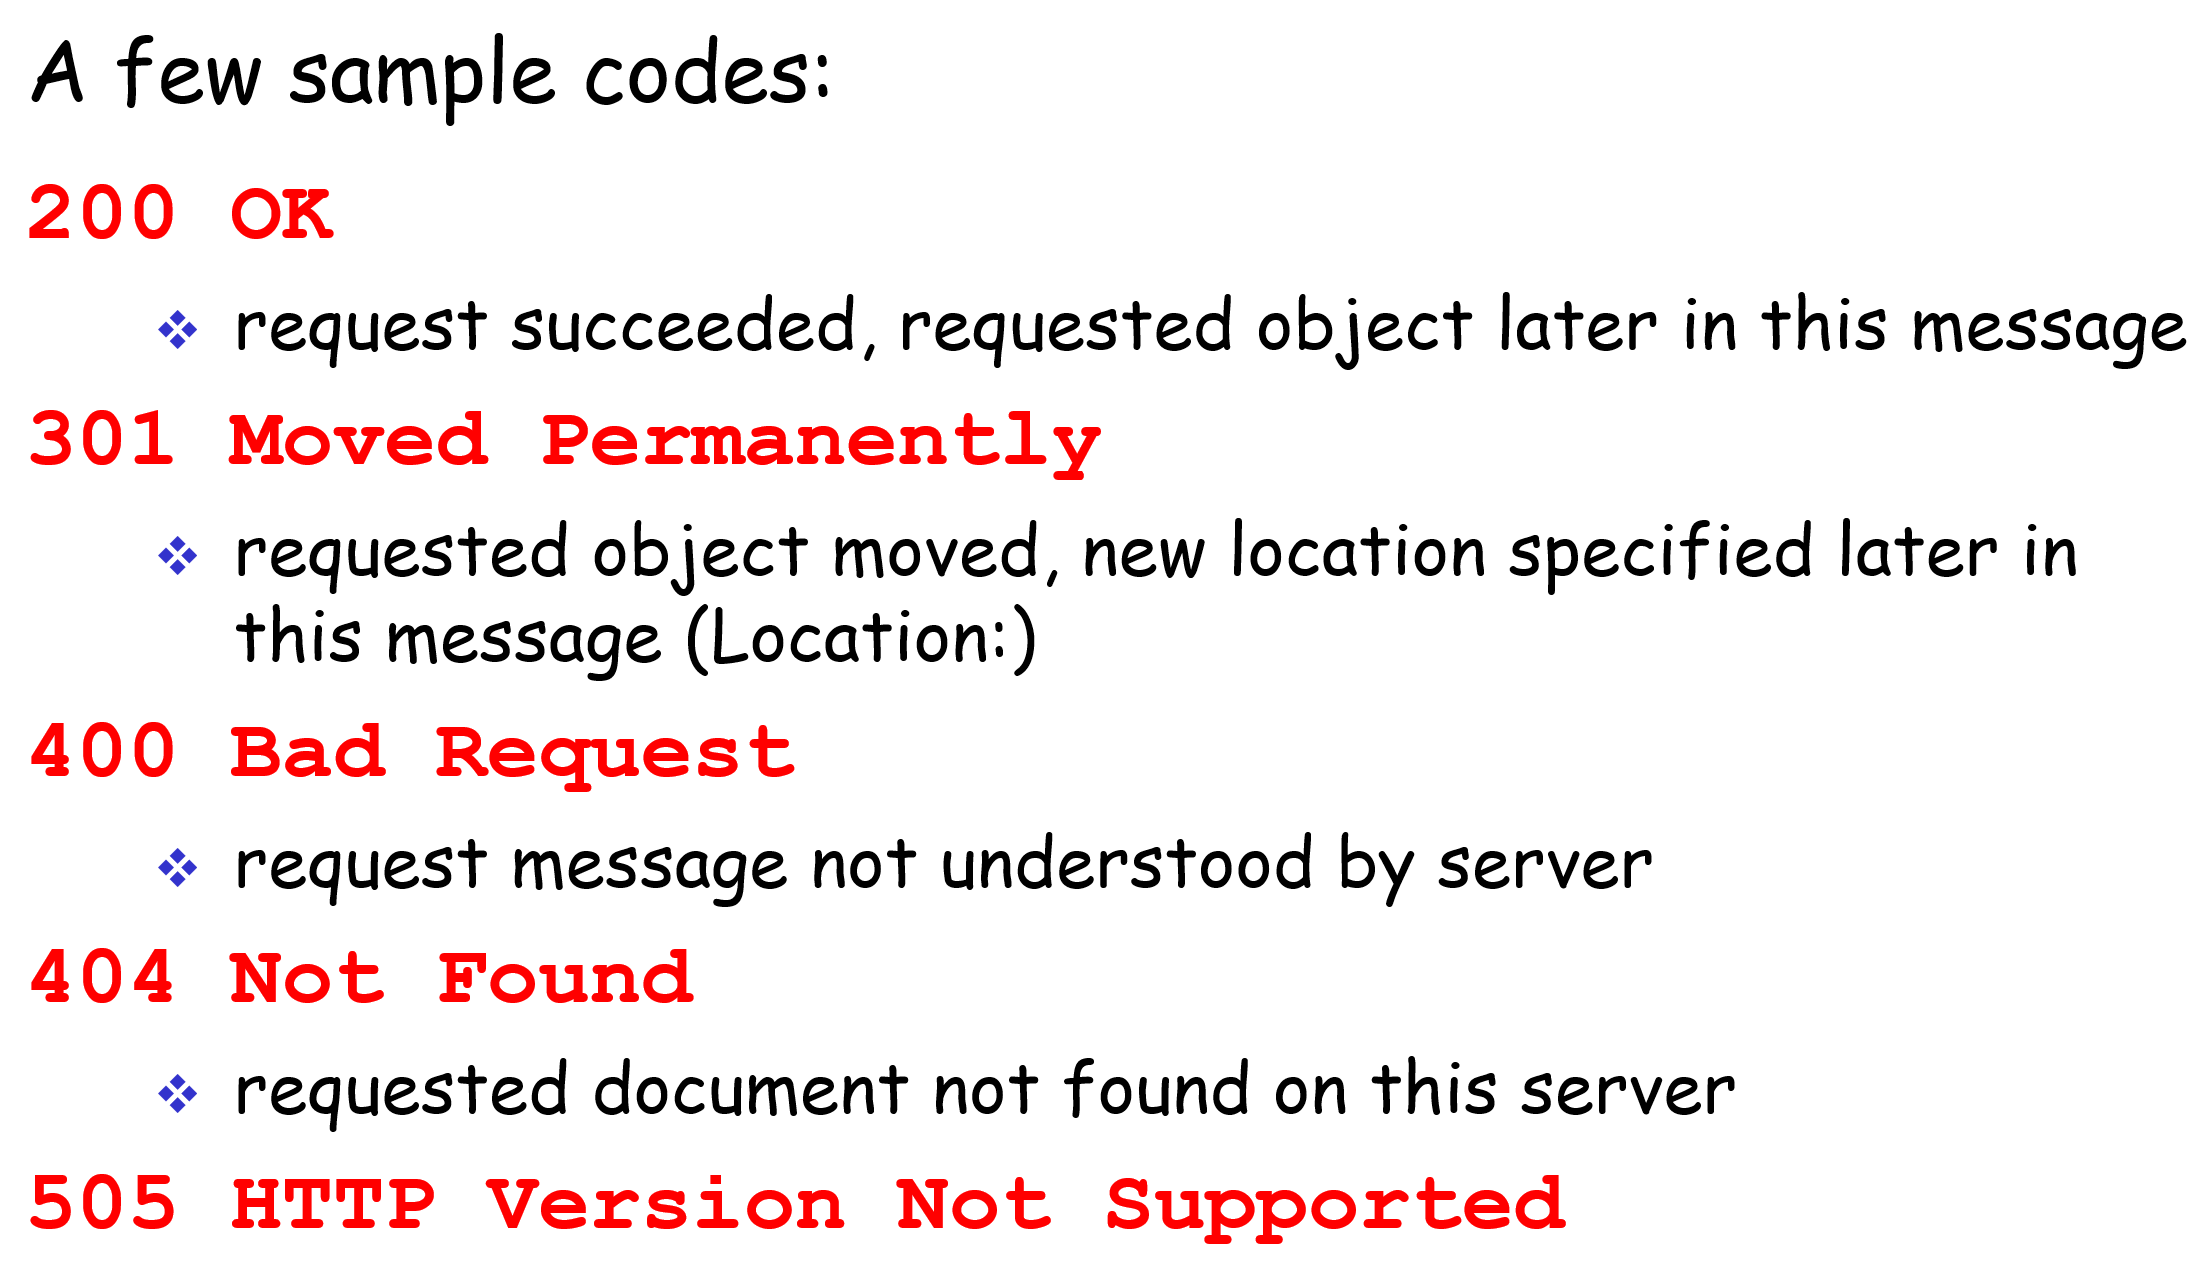 A few sample codes:
200 OK
❖ request succeeded, requested object later in this message
301 Moved Permanently
❖ requested object moved, new location specified later in
this message (Location:)
400 Bad Request
❖ request message not understood by server
404 Not Found
❖ requested document not found on this server
505 HTTP Version Not Supported